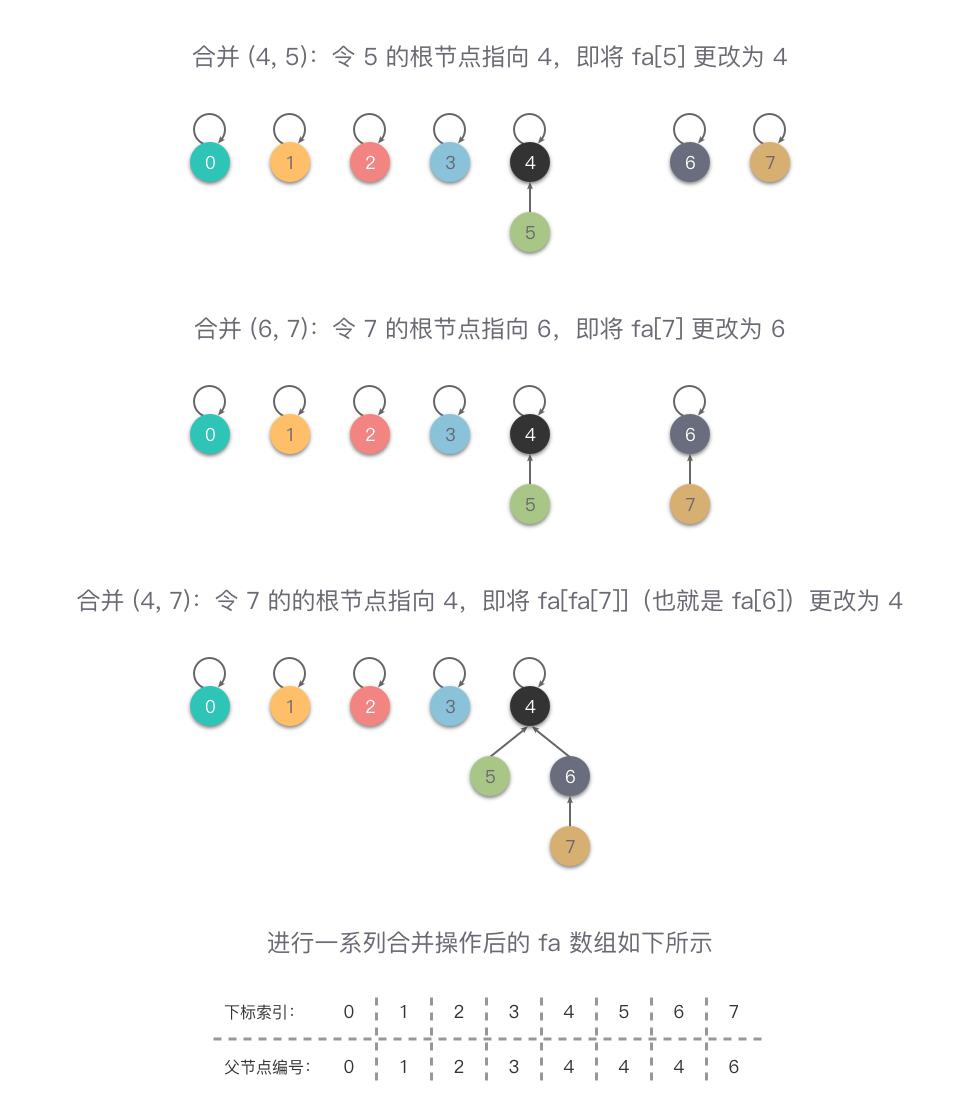 合并 (4, 5)：令 5 的根节点指向 4，即将 fa[5] 更改为 4
0 1 2 3 4 6 7
5
合并 (6, 7)：令 7 的根节点指向 6，即将 fa[7] 更改为 6
0 1 2 3 4 6
5 7
合并 (4, 7)：令 7 的的根节点指向 4，即将 fa[fa[7]]（也就是 fa[6]）更改为 4
0 1 2 3 4
5 6
7
进行一系列合并操作后的 fa 数组如下所示
下标索引： 0 1 2 3 4 5 6 7
父节点编号： 0 1 2 3 4 4 4 6